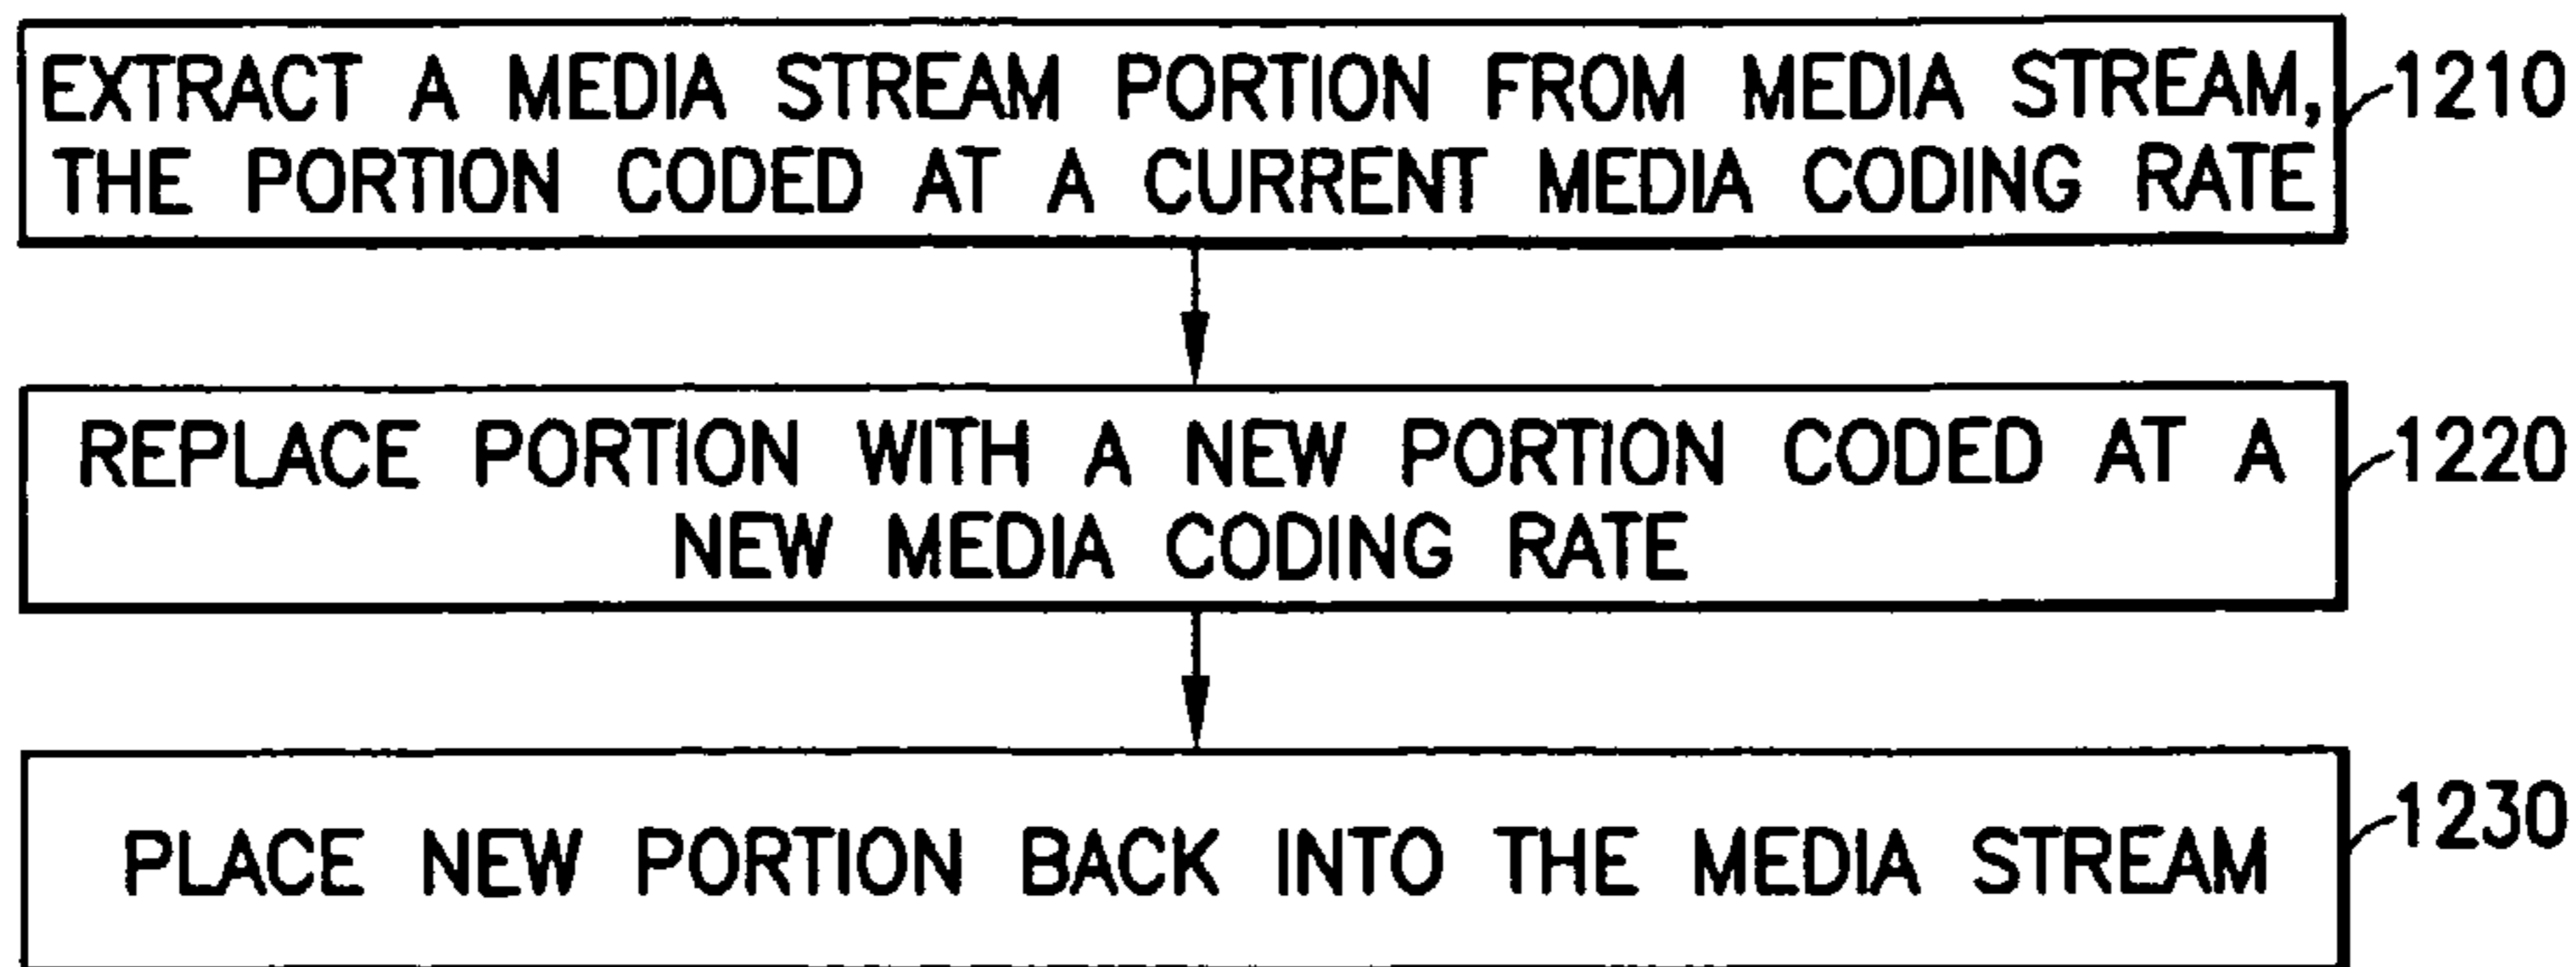 EXTRACT A MEDIA STREAM PORTION FROM MEDIA STREAM,
THE PORTION CODED AT A CURRENT MEDIA CODING RATE
1210
REPLACE PORTION WITH A NEW PORTION CODED AT A
NEW MEDIA CODING RATE
1220
PLACE NEW PORTION BACK INTO THE MEDIA STREAM
1230